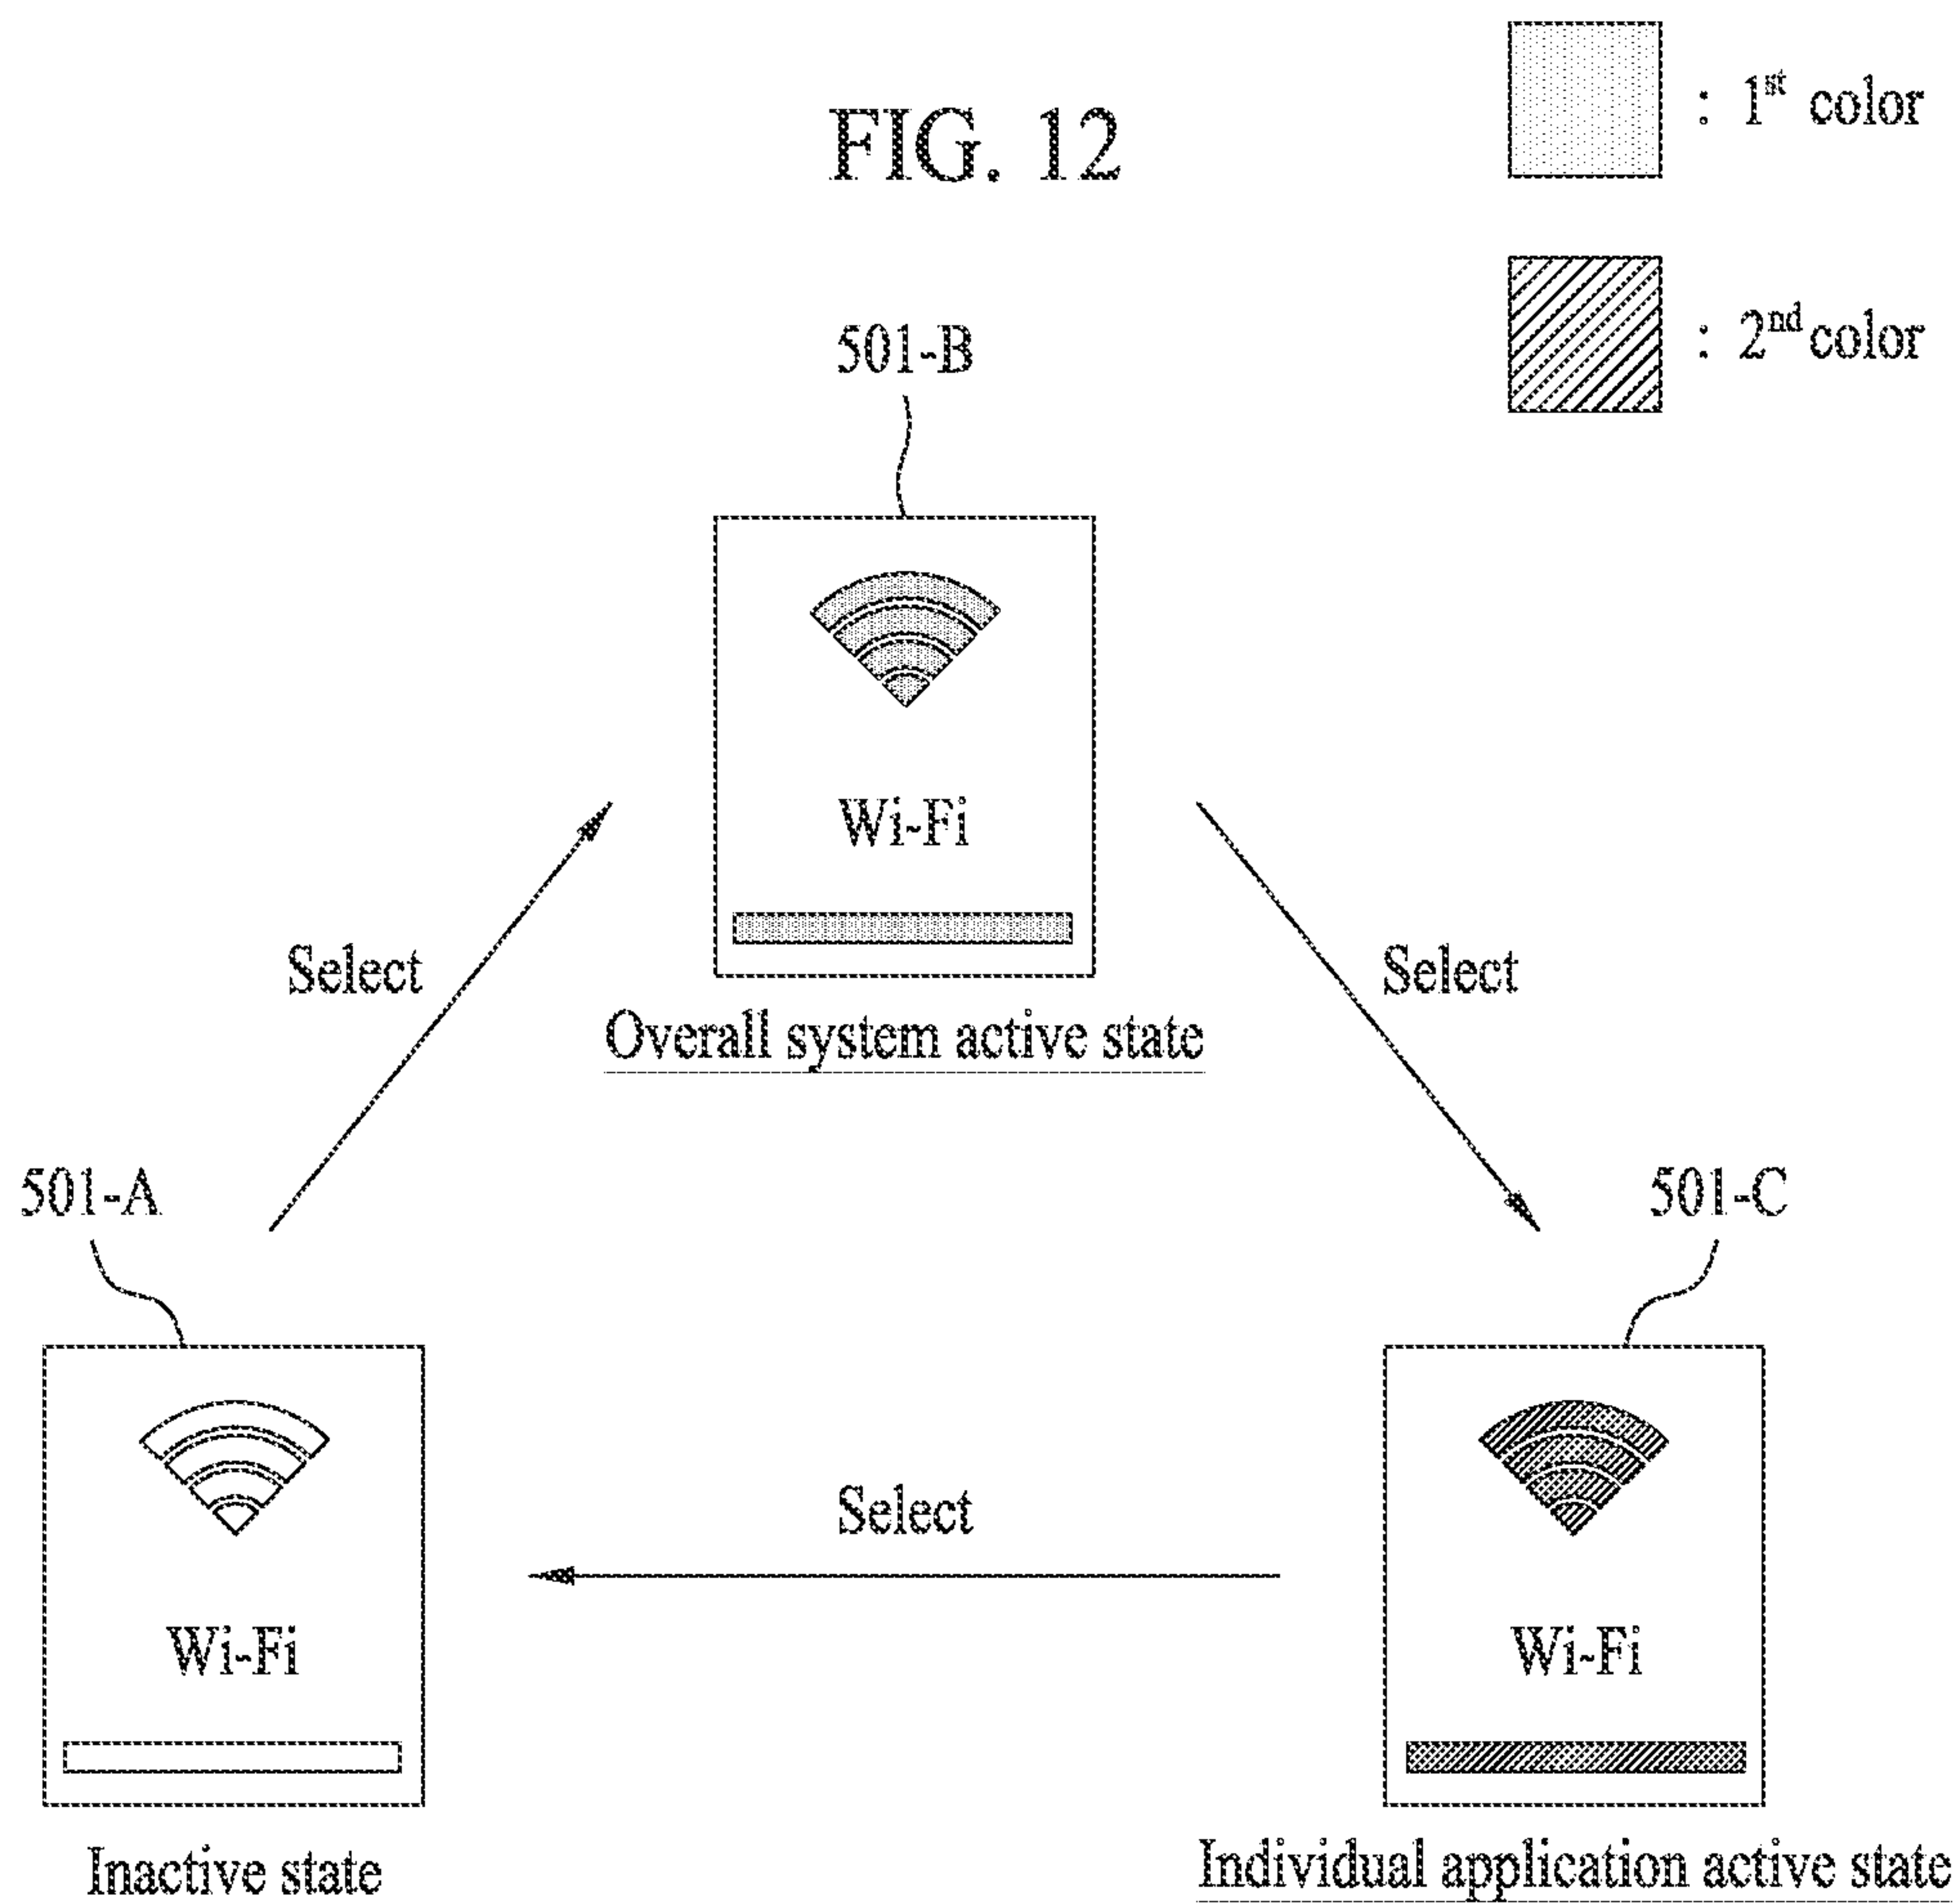 FIG. 12
: 1st color
: 2nd color
501-B
Wi-Fi
Select
Select
Overall system active state
501-A
501-C
Wi-Fi
Select
Wi-Fi
Inactive state
Individual application active state